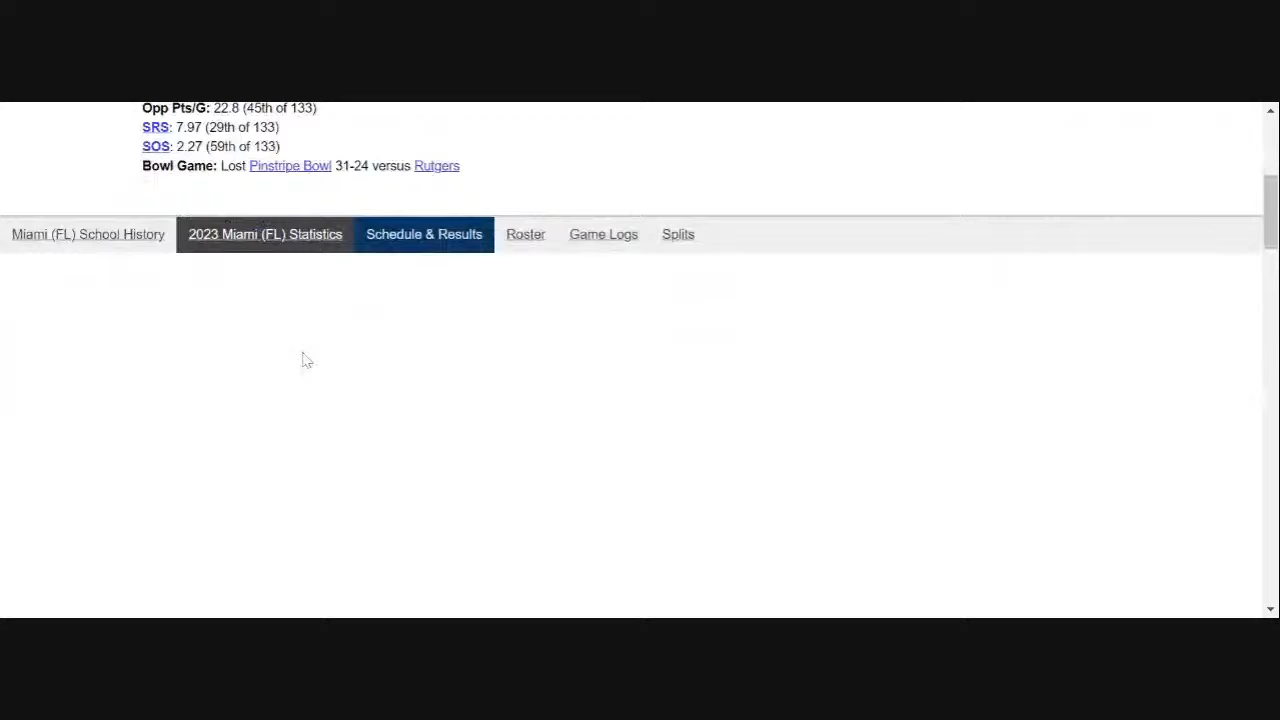 Opp Pts/G: 22.8 (45th of 133)
SRS: 7.97 (29th of 133)
SOS: 2.27 (59th of 133)
Bowl Game: Lost Pinstripe Bowl 31-24 versus Rutgers
Miami (FL) School History 2023 Miami (FL) Statistics Schedule & Results Roster Game Logs Splits